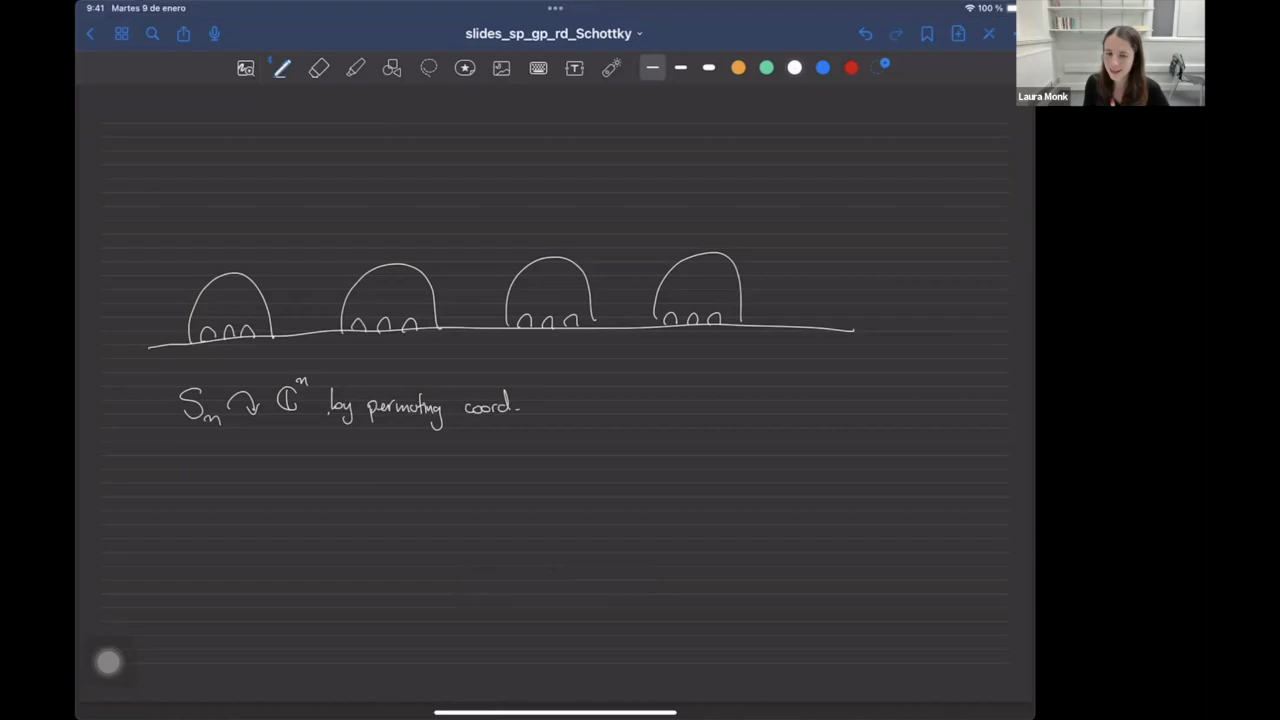 9:41 Martes 9 de enero
100 %
slides_sp_gp_rd_Schottky
T
Laura Monk
Sₙ ↷ ℂⁿ by permuting coord.